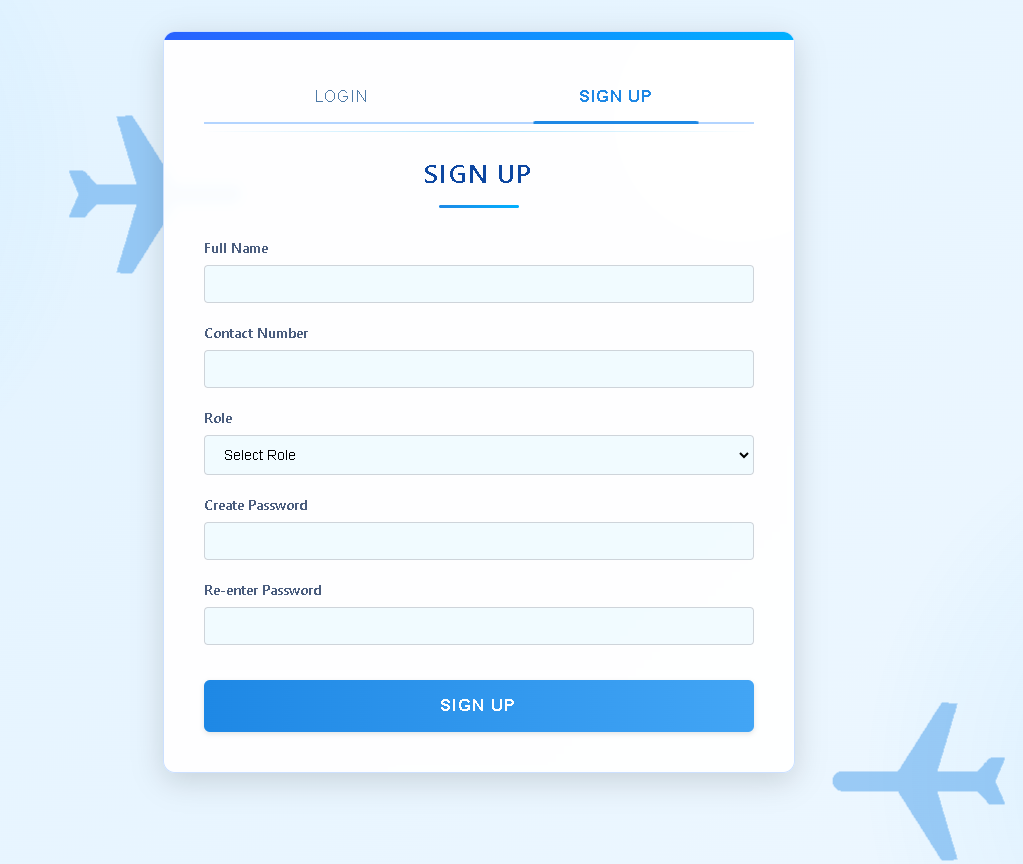 LOGIN
SIGN UP
SIGN UP
Full Name
Contact Number
Role
Select Role
Create Password
Re-enter Password
SIGN UP